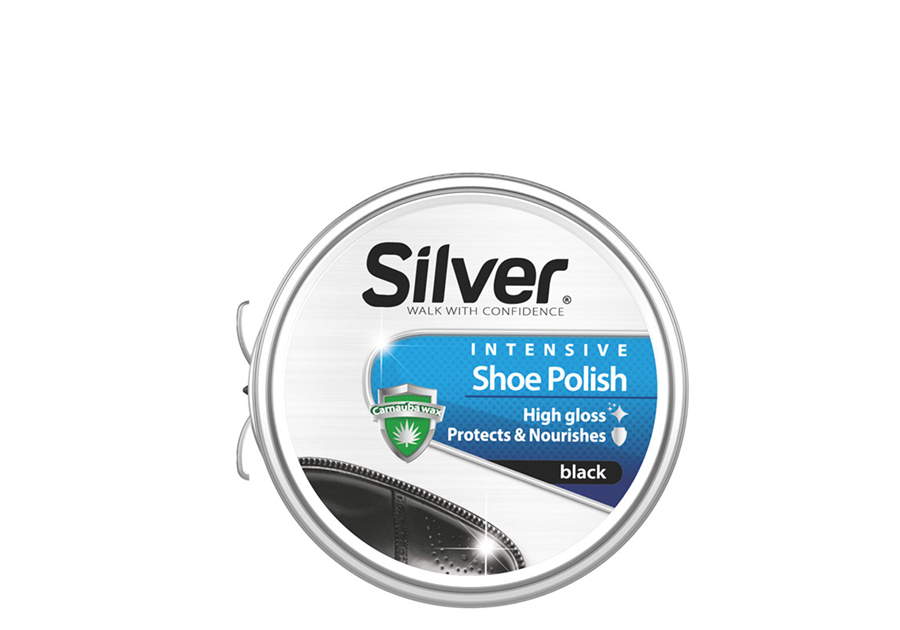 Silver®
WALK WITH CONFIDENCE
INTENSIVE
Shoe Polish
Carnauba wax
High gloss
Protects & Nourishes
black